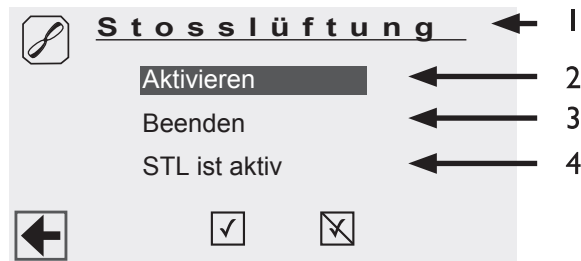 Stosslüftung 1
Aktivieren 2
Beenden 3
STL ist aktiv 4